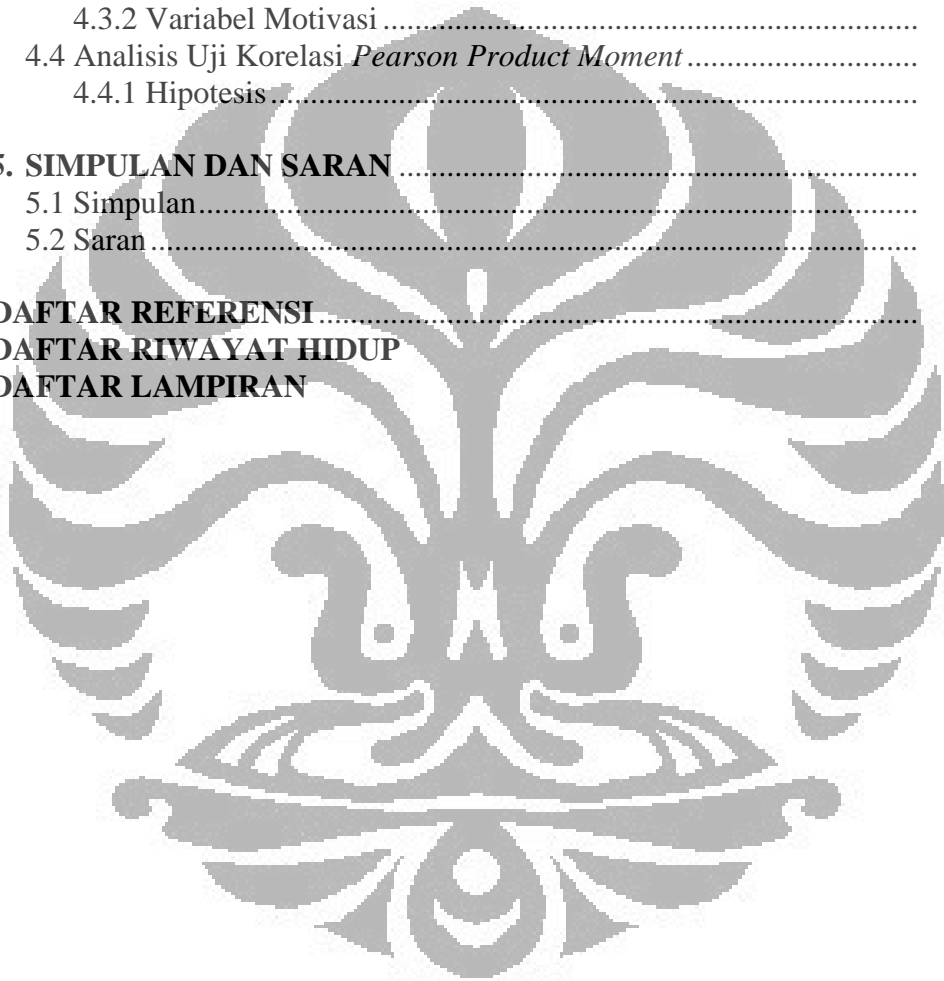 4.3.2 Variabel Motivasi ....................................................................
4.4 Analisis Uji Korelasi Pearson Product Moment ..............................
4.4.1 Hipotesis ...................................................................................
5. SIMPULAN DAN SARAN ...................................................................
5.1 Simpulan ...........................................................................................
5.2 Saran .................................................................................................
DAFTAR REFERENSI ..............................................................................
DAFTAR RIWAYAT HIDUP
DAFTAR LAMPIRAN